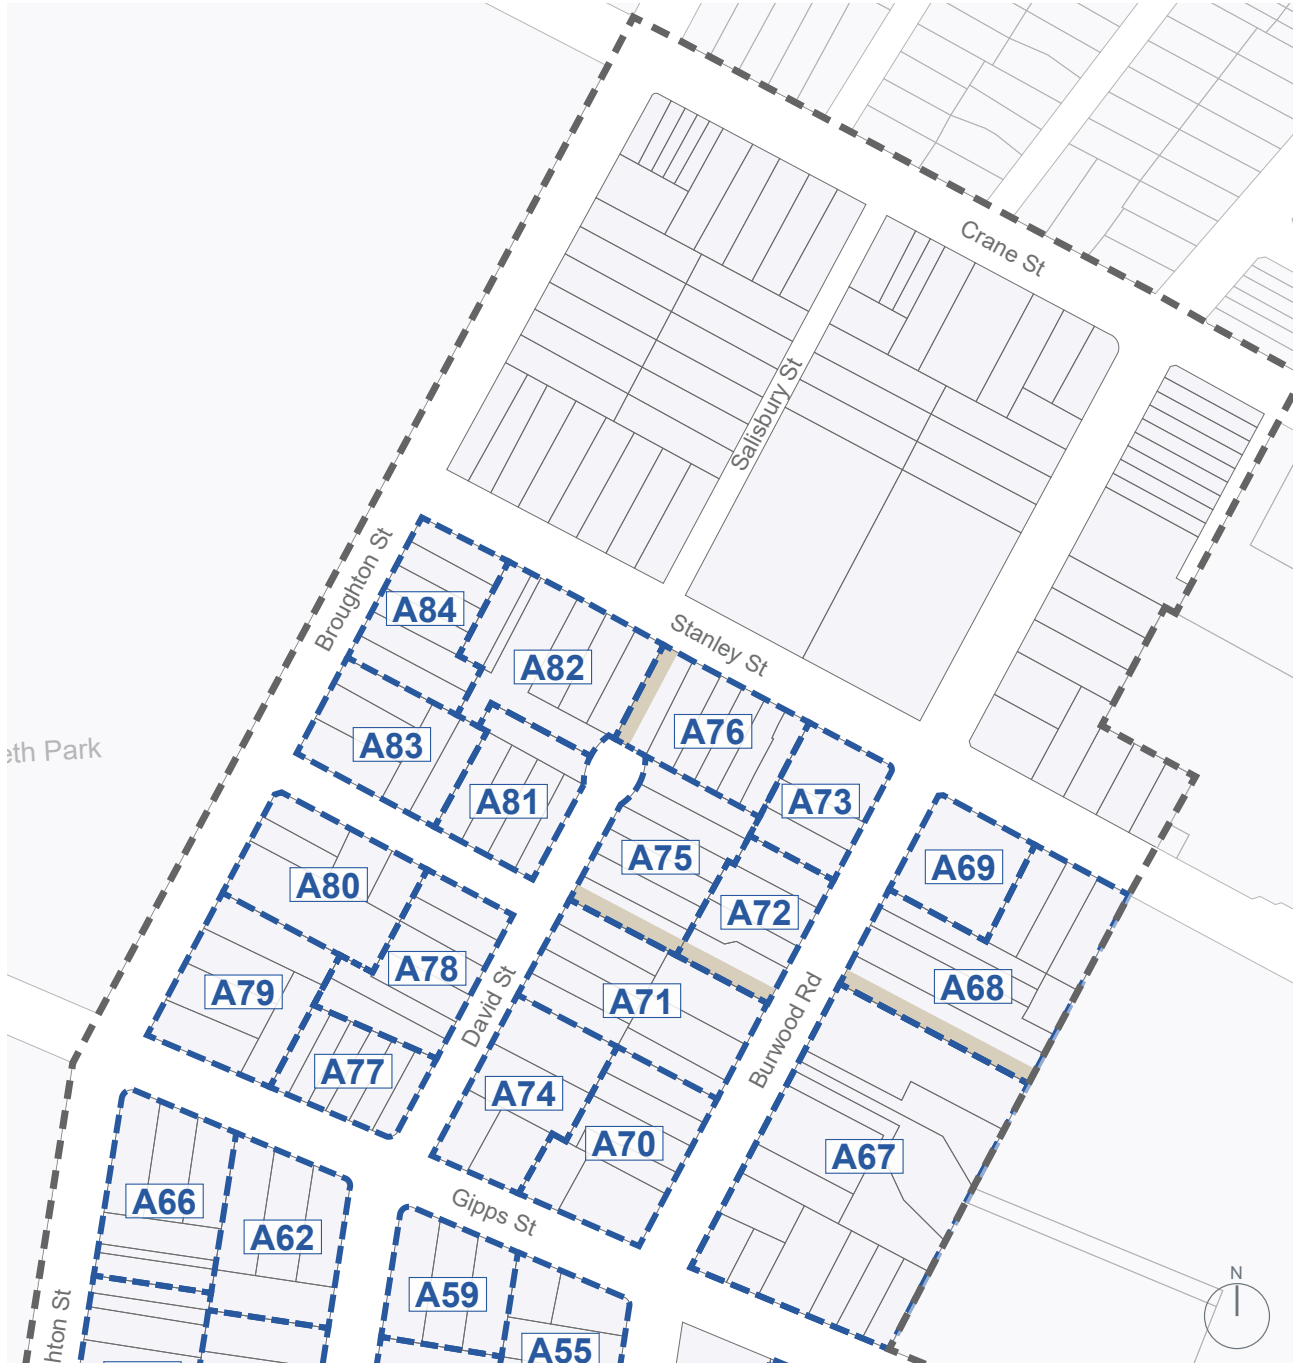 Crane St
Salisbury St
Broughton St
A84
Stanley St
A82
A76
A83
eth Park
A81
A73
A75
A69
A80
A72
A78
A68
A79
A71
David St
Burwood Rd
A77
A74
A70
A67
A66
Gipps St
A62
N
A59
hton St
A55